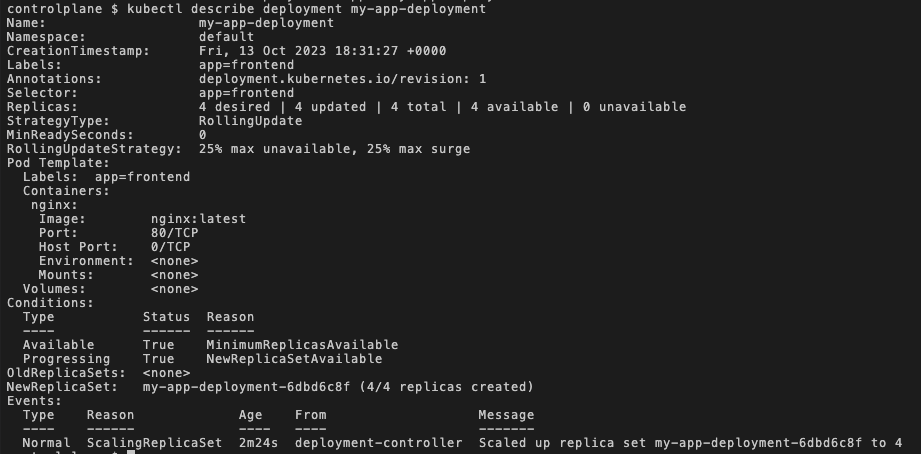 controlplane $ kubectl describe deployment my-app-deployment
Name:                   my-app-deployment
Namespace:              default
CreationTimestamp:      Fri, 13 Oct 2023 18:31:27 +0000
Labels:                 app=frontend
Annotations:            deployment.kubernetes.io/revision: 1
Selector:               app=frontend
Replicas:               4 desired | 4 updated | 4 total | 4 available | 0 unavailable
StrategyType:           RollingUpdate
MinReadySeconds:        0
RollingUpdateStrategy:  25% max unavailable, 25% max surge
Pod Template:
  Labels:  app=frontend
  Containers:
   nginx:
    Image:        nginx:latest
    Port:         80/TCP
    Host Port:    0/TCP
    Environment:  <none>
    Mounts:       <none>
  Volumes:        <none>
Conditions:
  Type           Status  Reason
  ----           ------  ------
  Available      True    MinimumReplicasAvailable
  Progressing    True    NewReplicaSetAvailable
OldReplicaSets:  <none>
NewReplicaSet:   my-app-deployment-6dbd6c8f (4/4 replicas created)
Events:
  Type    Reason             Age    From                   Message
  ----    ------             ----   ----                   -------
  Normal  ScalingReplicaSet  2m24s  deployment-controller  Scaled up replica set my-app-deployment-6dbd6c8f to 4